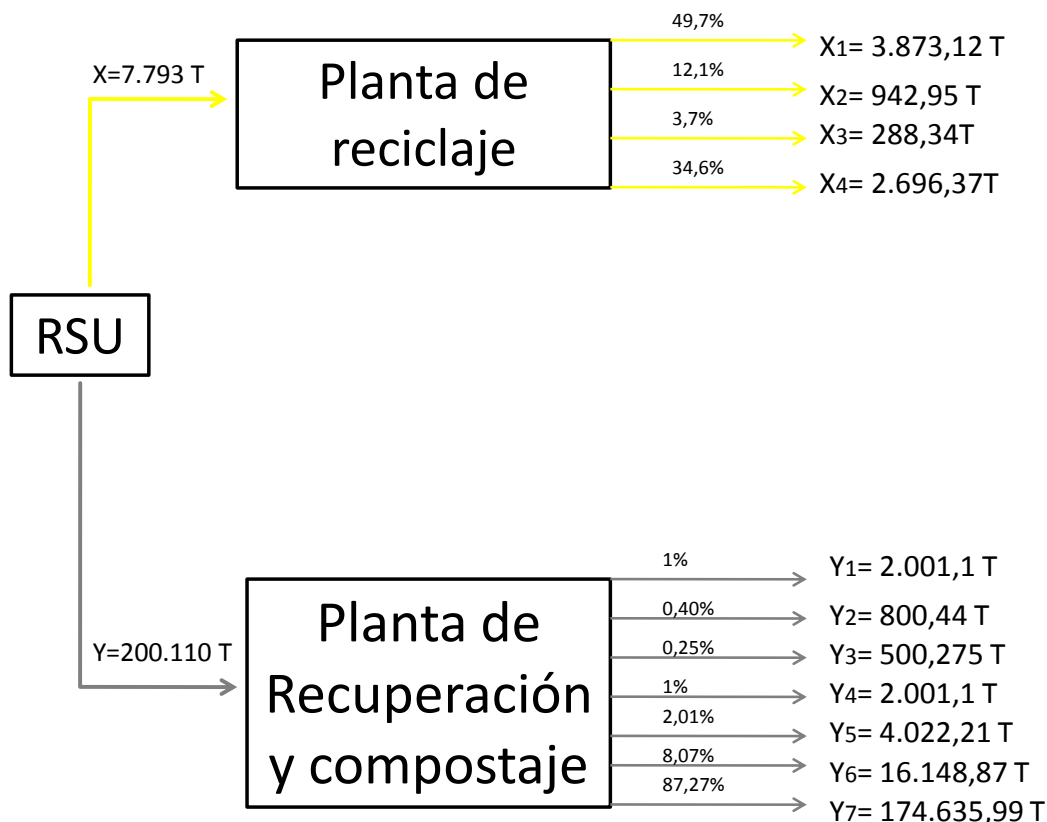 49,7%
X1= 3.873,12 T
X=7.793 T
Planta de
reciclaje
12,1%
X2= 942,95 T
3,7%
X3= 288,34T
34,6%
X4= 2.696,37T
RSU
Y=200.110 T
Planta de
Recuperación
y compostaje
1%
Y1= 2.001,1 T
0,40%
Y2= 800,44 T
0,25%
Y3= 500,275 T
1%
Y4= 2.001,1 T
2,01%
Y5= 4.022,21 T
8,07%
Y6= 16.148,87 T
87,27%
Y7= 174.635,99 T